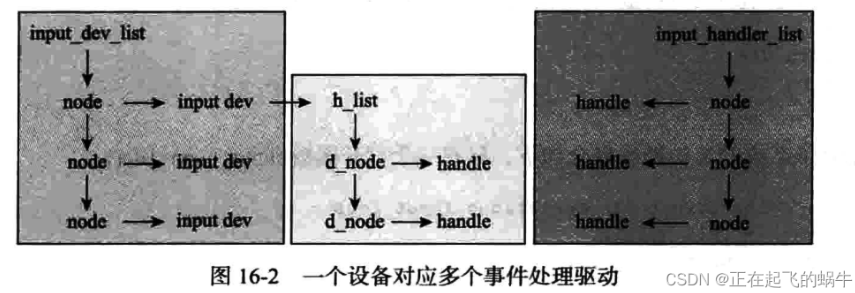 input_dev_list
input_handler_list
node → input dev → h_list
handle ← node
node → input dev
d_node → handle
handle ← node
node → input dev
d_node → handle
handle ← node
图 16-2 一个设备对应多个事件处理驱动
CSDN @正在起飞的蜗牛